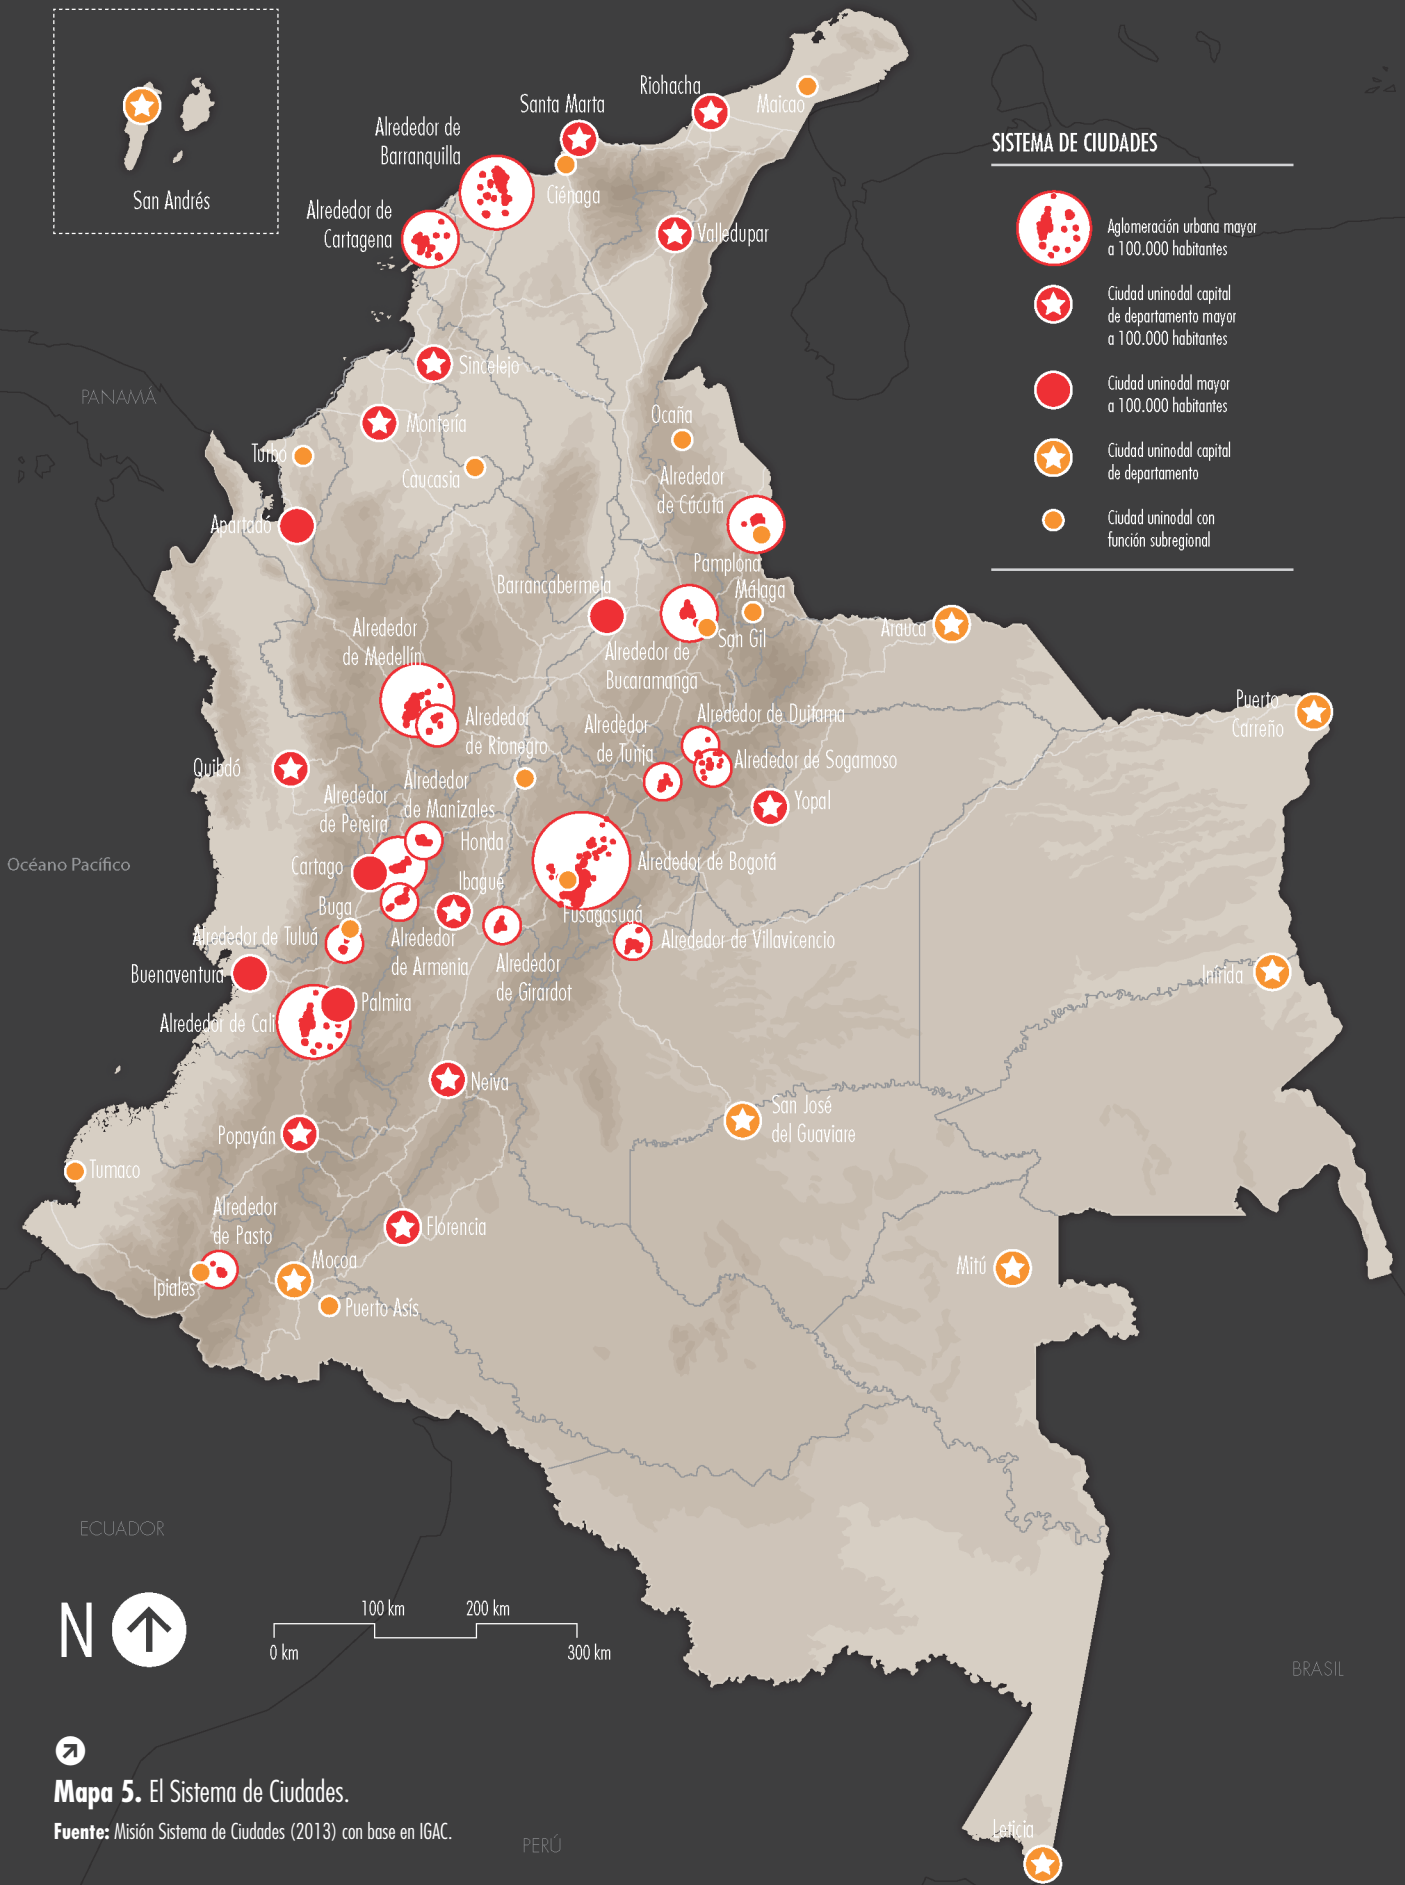 San Andrés
Riohacha
Maicao
Santa Marta
Alrededor de
Barranquilla
Ciénaga
Alrededor de
Cartagena
Valledupar
SISTEMA DE CIUDADES
Aglomeración urbana mayor
a 100.000 habitantes
Ciudad uninodal capital
de departamento mayor
a 100.000 habitantes
Ciudad uninodal mayor
a 100.000 habitantes
Ciudad uninodal capital
de departamento
Ciudad uninodal con
función subregional
Sincelejo
PANAMÁ
Montería
Ocaña
Turbo
Caucasia
Alrededor
de Cúcuta
Apartadó
Pamplona
Barrancabermeja
Málaga
Alrededor
de Medellín
San Gil
Arauca
Alrededor de
Bucaramanga
Puerto
Carreño
Alrededor
de Rionegro
Alrededor
de Tunja
Alrededor de Duitama
Alrededor de Sogamoso
Quibdó
Alrededor
de Manizales
Alrededor
de Pereira
Yopal
Honda
Océano Pacífico
Cartago
Ibagué
Alrededor de Bogotá
Buga
Fusagasugá
Alrededor de Tuluá
Alrededor
de Armenia
Alrededor de Villavicencio
Alrededor
de Girardot
Buenaventura
Inírida
Palmira
Alrededor de Cali
Neiva
San José
del Guaviare
Popayán
Tumaco
Alrededor
de Pasto
Florencia
Mocoa
Mitú
Ipiales
Puerto Asís
ECUADOR
N
100 km
200 km
0 km
300 km
BRASIL
Mapa 5. El Sistema de Ciudades.
Fuente: Misión Sistema de Ciudades (2013) con base en IGAC.
PERÚ
Leticia